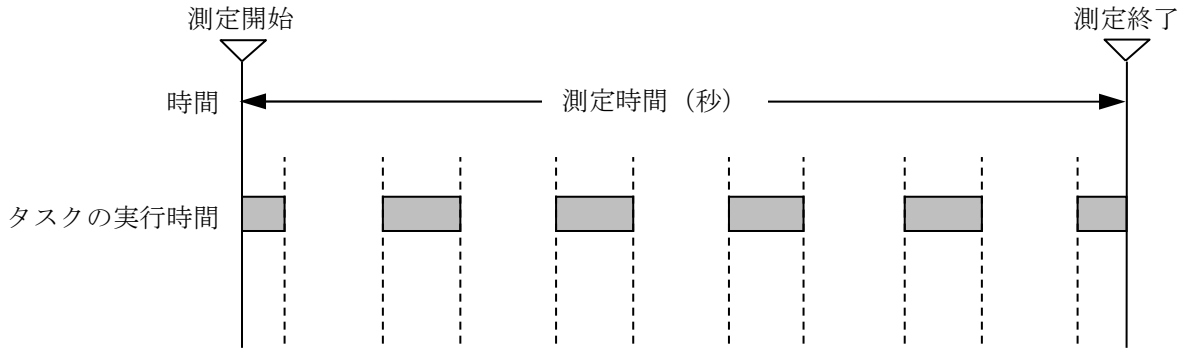 測定開始
測定終了
時間
測定時間（秒）
タスクの実行時間